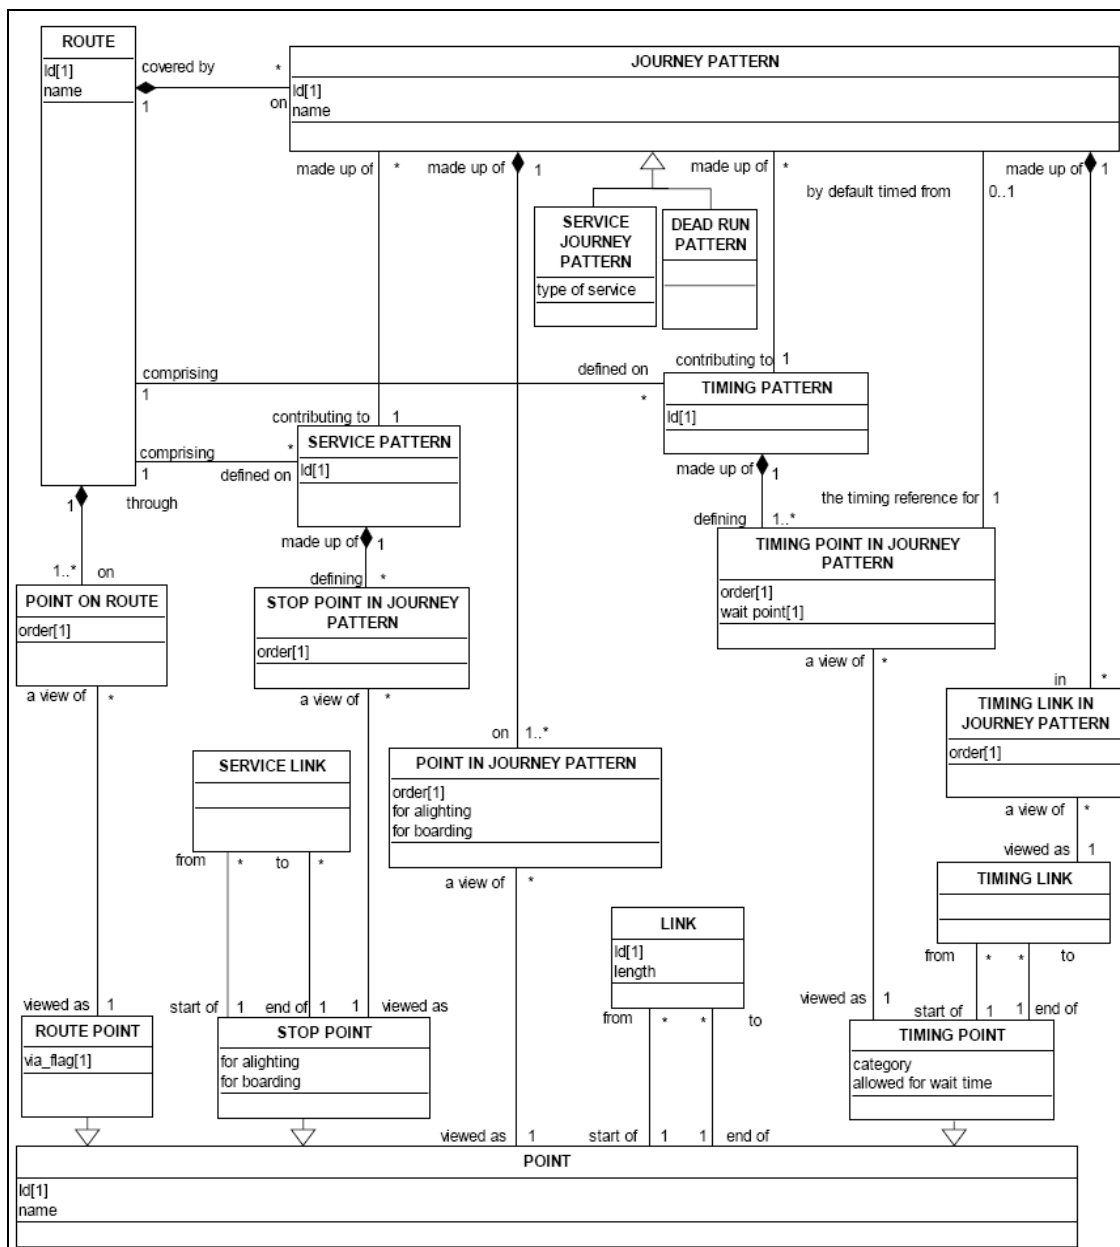 ROUTE
Id[1]
name
covered by
*
1
on
JOURNEY PATTERN
Id[1]
name
made up of
*
made up of
1
made up of
*
by default timed from
0..1
made up of
1
SERVICE
JOURNEY
PATTERN
type of service
DEAD RUN
PATTERN
comprising
1
defined on
*
contributing to
1
TIMING PATTERN
Id[1]
contributing to
1
comprising
1
*
defined on
SERVICE PATTERN
Id[1]
made up of
1
the timing reference for
1
1
through
made up of
1
defining
1..*
TIMING POINT IN JOURNEY
PATTERN
order[1]
wait point[1]
1..*
on
defining
*
POINT ON ROUTE
order[1]
STOP POINT IN JOURNEY
PATTERN
order[1]
a view of
*
a view of
*
a view of
*
in
*
TIMING LINK IN
JOURNEY PATTERN
order[1]
on
1..*
SERVICE LINK
POINT IN JOURNEY PATTERN
order[1]
for alighting
for boarding
a view of
*
viewed as
1
from
*
to
*
a view of
*
TIMING LINK
LINK
Id[1]
length
from
*
*
to
from
*
*
to
viewed as
1
start of
1
end of
1
1
viewed as
viewed as
1
start of
1
1
end of
ROUTE POINT
via_flag[1]
STOP POINT
for alighting
for boarding
TIMING POINT
category
allowed for wait time
viewed as
1
start of
1
1
end of
POINT
Id[1]
name